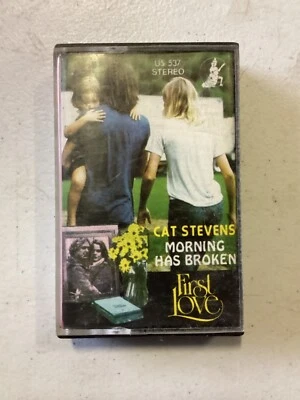 US 537
STEREO
CAT STEVENS
MORNING
HAS BROKEN
First
Love